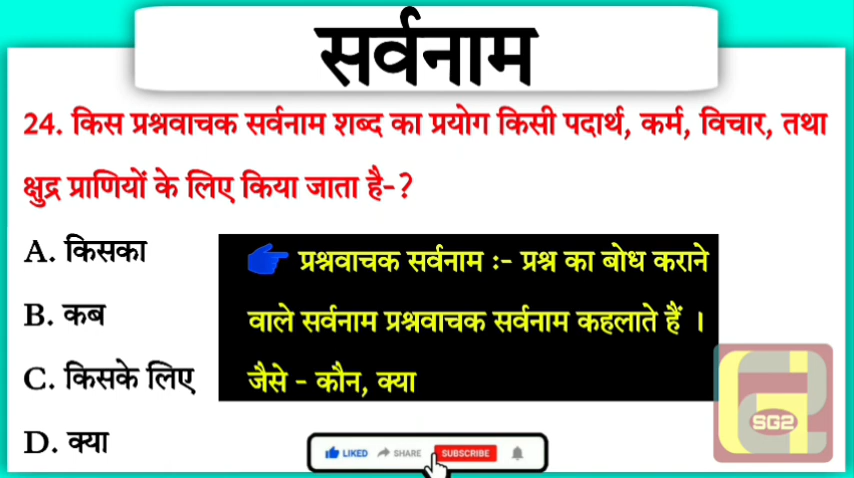 सर्वनाम
24. किस प्रश्नवाचक सर्वनाम शब्द का प्रयोग किसी पदार्थ, कर्म, विचार, तथा
क्षुद्र प्राणियों के लिए किया जाता है-?
A. किसका
B. कब
C. किसके लिए
D. क्या
प्रश्नवाचक सर्वनाम :- प्रश्न का बोध कराने
वाले सर्वनाम प्रश्नवाचक सर्वनाम कहलाते हैं ।
जैसे - कौन, क्या
SG2
LIKED SHARE SUBSCRIBE